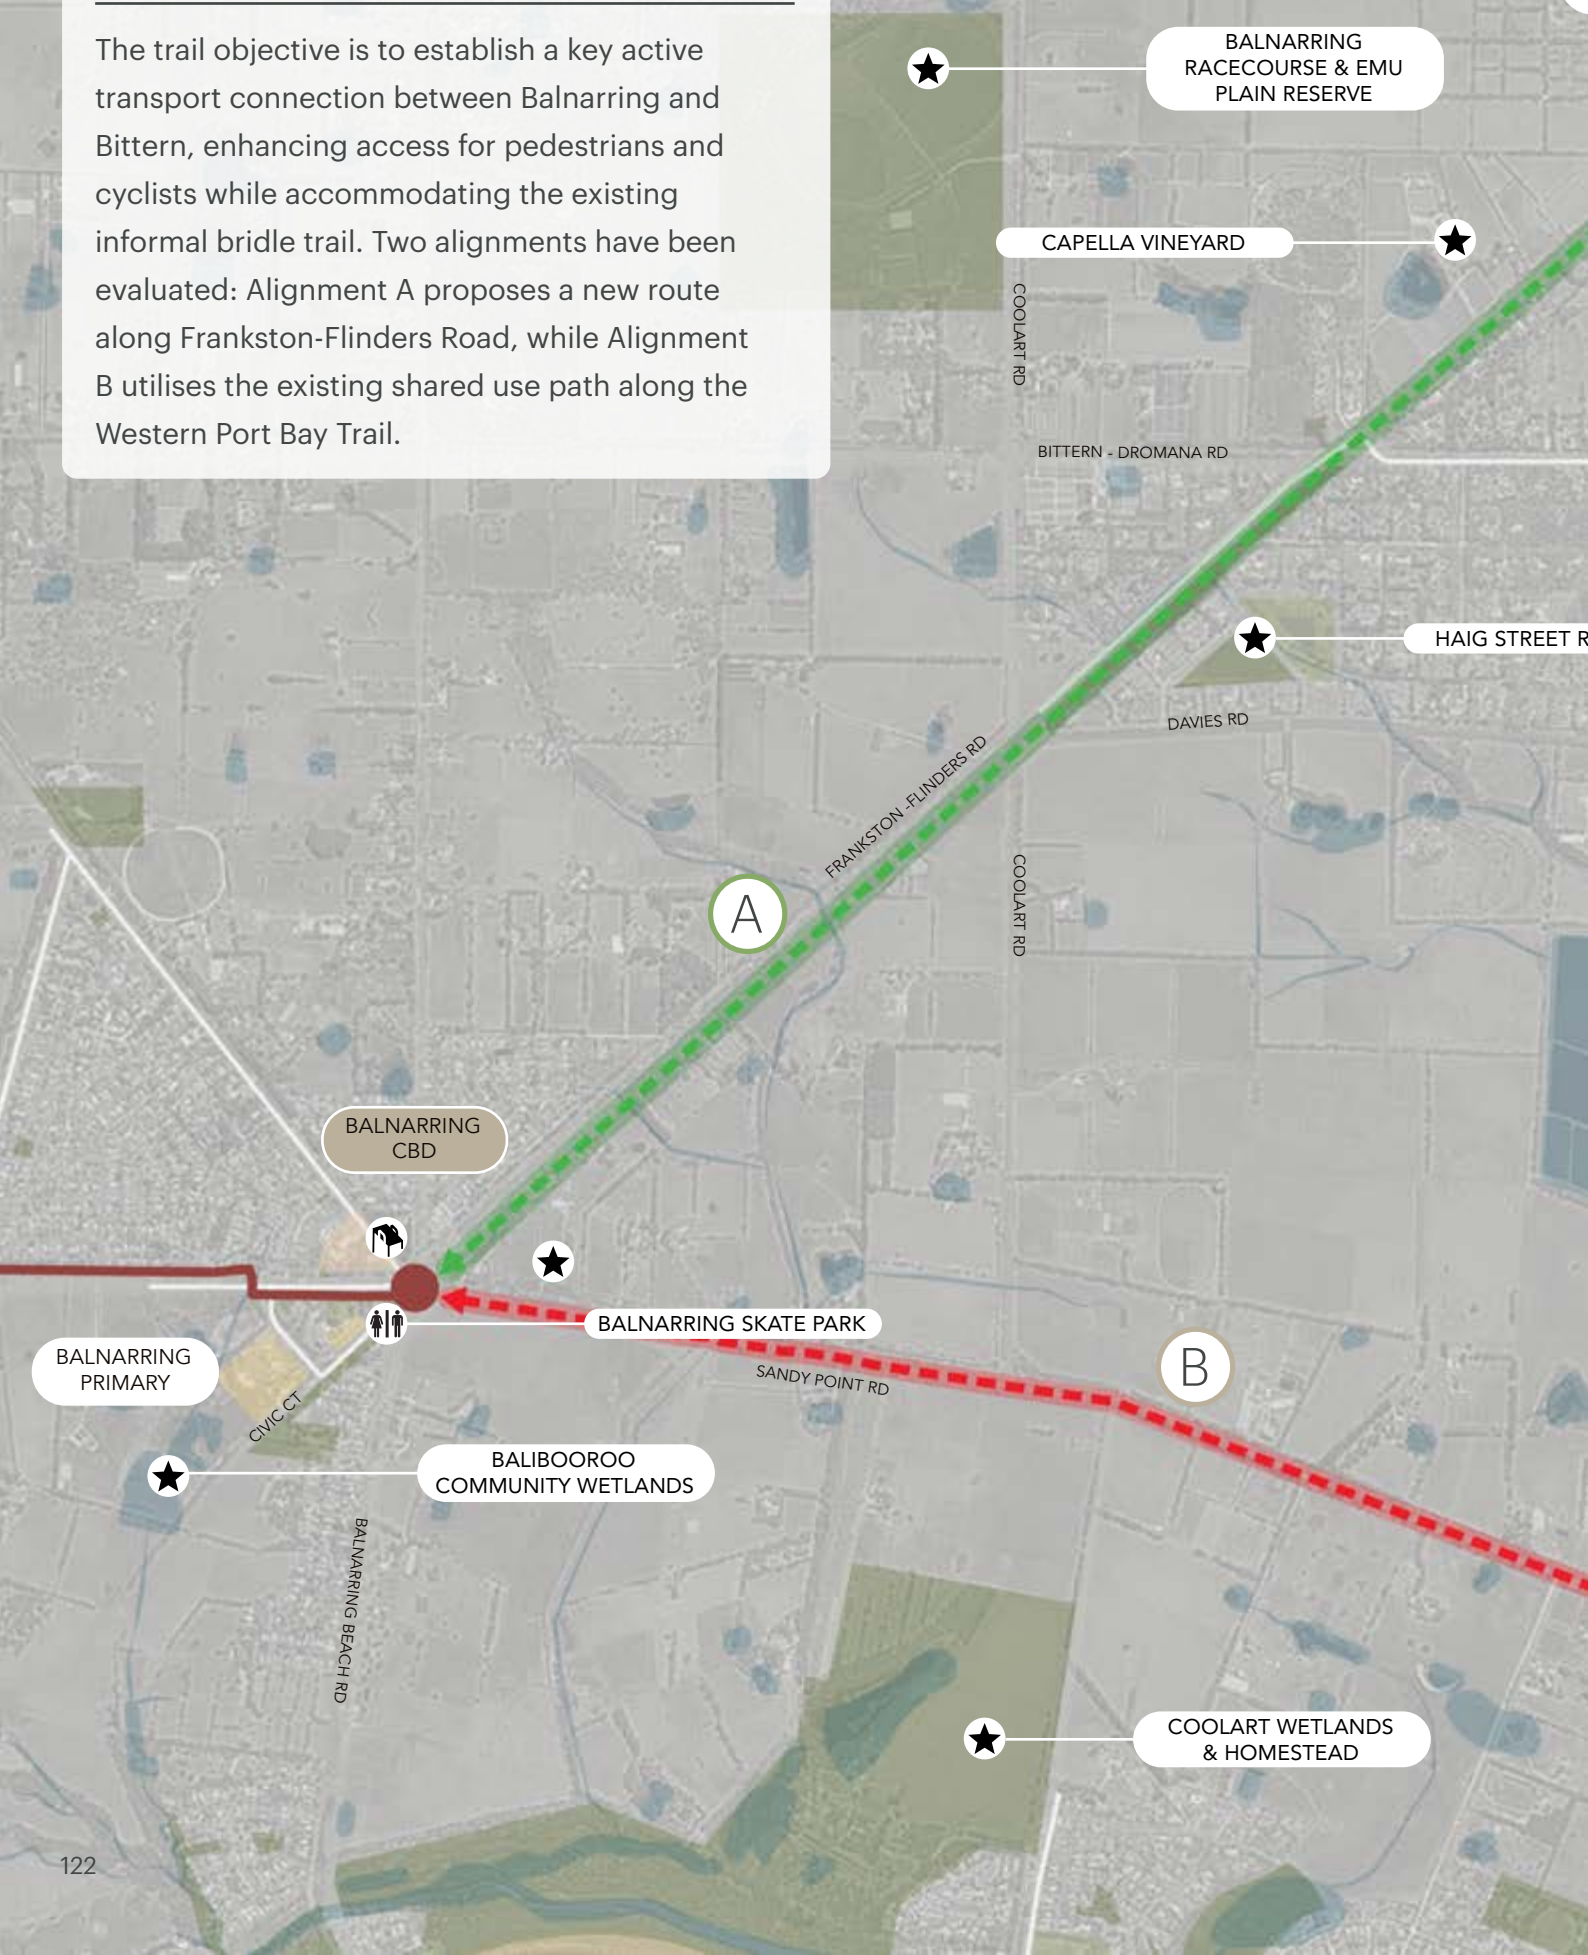 The trail objective is to establish a key active
transport connection between Balnarring and
Bittern, enhancing access for pedestrians and
cyclists while accommodating the existing
informal bridle trail. Two alignments have been
evaluated: Alignment A proposes a new route
along Frankston-Flinders Road, while Alignment
B utilises the existing shared use path along the
Western Port Bay Trail.
BALNARRING
RACECOURSE & EMU
PLAIN RESERVE
CAPELLA VINEYARD
COOLART RD
BITTERN - DROMANA RD
HAIG STREET R
DAVIES RD
FRANKSTON -FLINDERS RD
COOLART RD
A
BALNARRING
CBD
BALNARRING SKATE PARK
BALNARRING
PRIMARY
SANDY POINT RD
B
CIVIC CT
BALIBOOROO
COMMUNITY WETLANDS
BALNARRING BEACH RD
COOLART WETLANDS
& HOMESTEAD
122